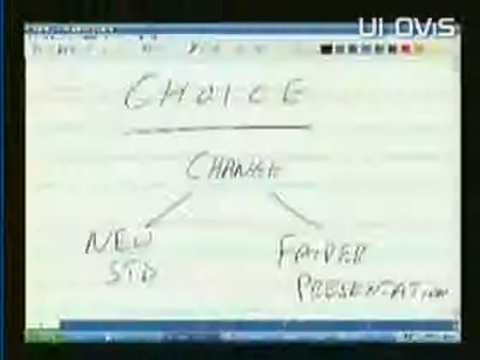 UI OVIS
CHOICE
CHANGE
NEW
STD
FAIRER
PRESENTATION